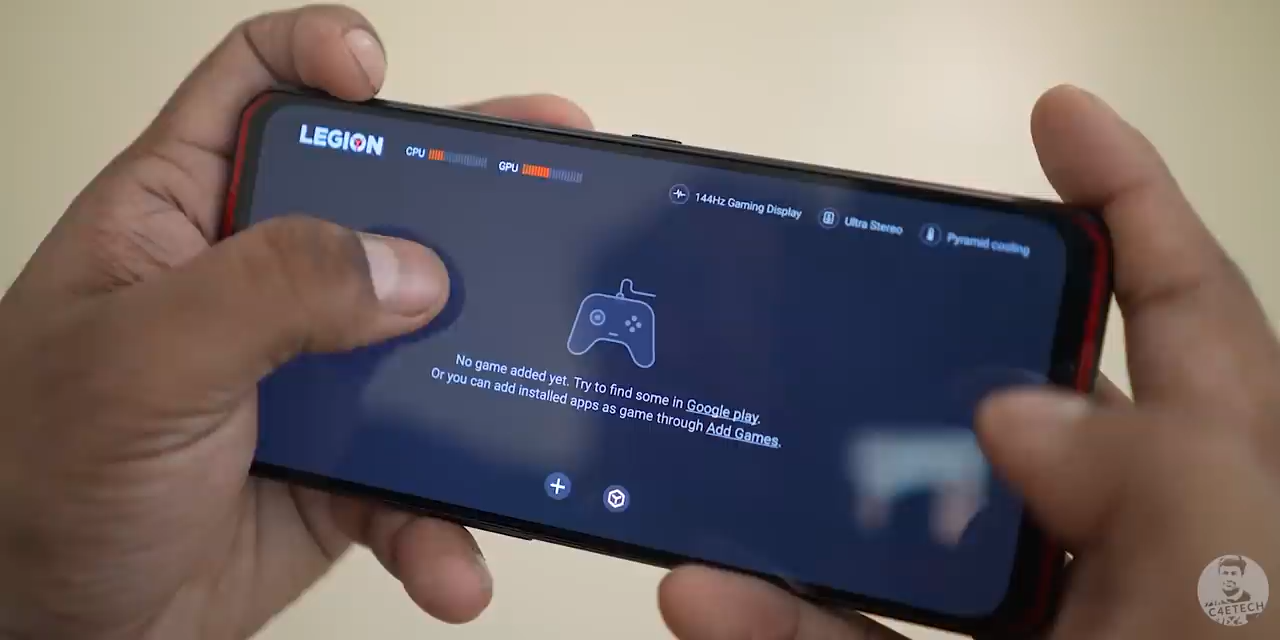 LEGION
CPU
GPU
144Hz Gaming Display
Ultra Stereo
Pyramid cooling
No game added yet. Try to find some in Google play.
Or you can add installed apps as game through Add Games.
C4ETECH